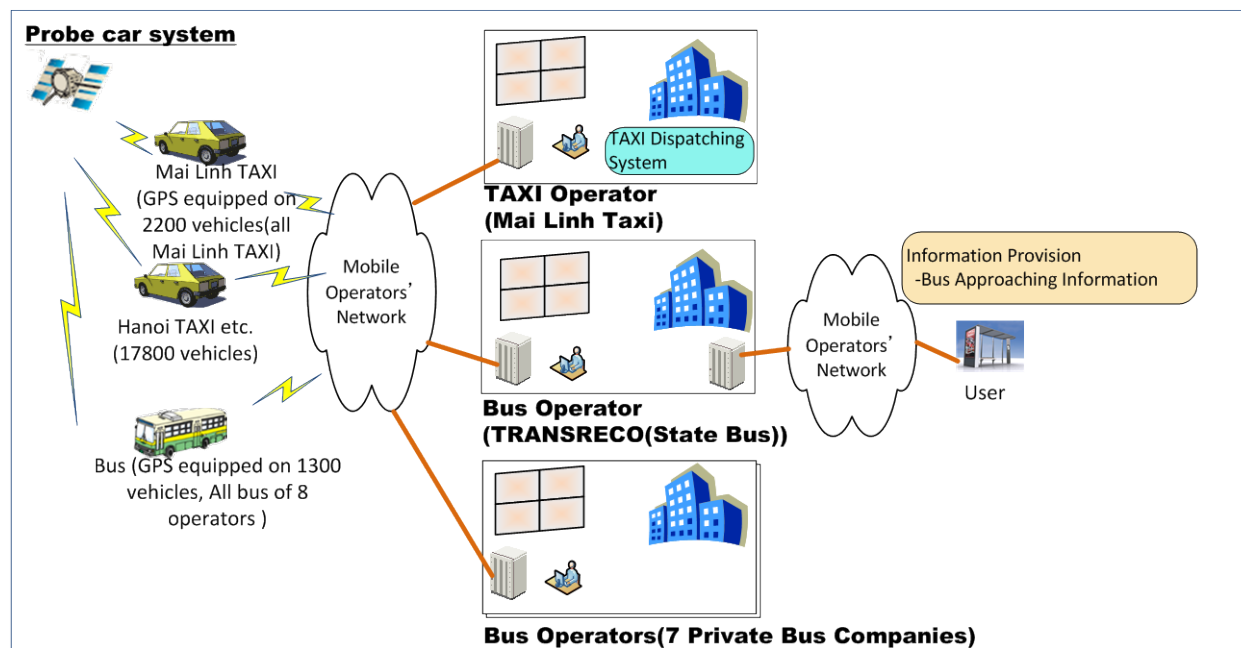 Probe car system
Mai Linh TAXI
(GPS equipped on
2200 vehicles(all
Mai Linh TAXI)
Hanoi TAXI etc.
(17800 vehicles)
Bus (GPS equipped on 1300
vehicles, All bus of 8
operators )
Mobile
Operators'
Network
TAXI Dispatching
System
TAXI Operator
(Mai Linh Taxi)
Bus Operator
(TRANSRECO(State Bus))
Bus Operators(7 Private Bus Companies)
Mobile
Operators'
Network
Information Provision
-Bus Approaching Information
User